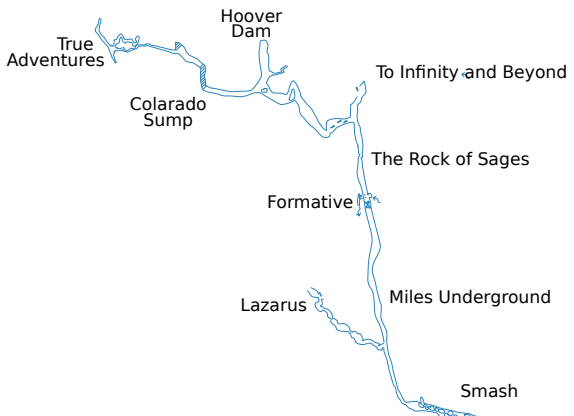 Hoover
Dam
True
Adventures
To Infinity and Beyond
Colarado
Sump
The Rock of Sages
Formative
Miles Underground
Lazarus
Smash